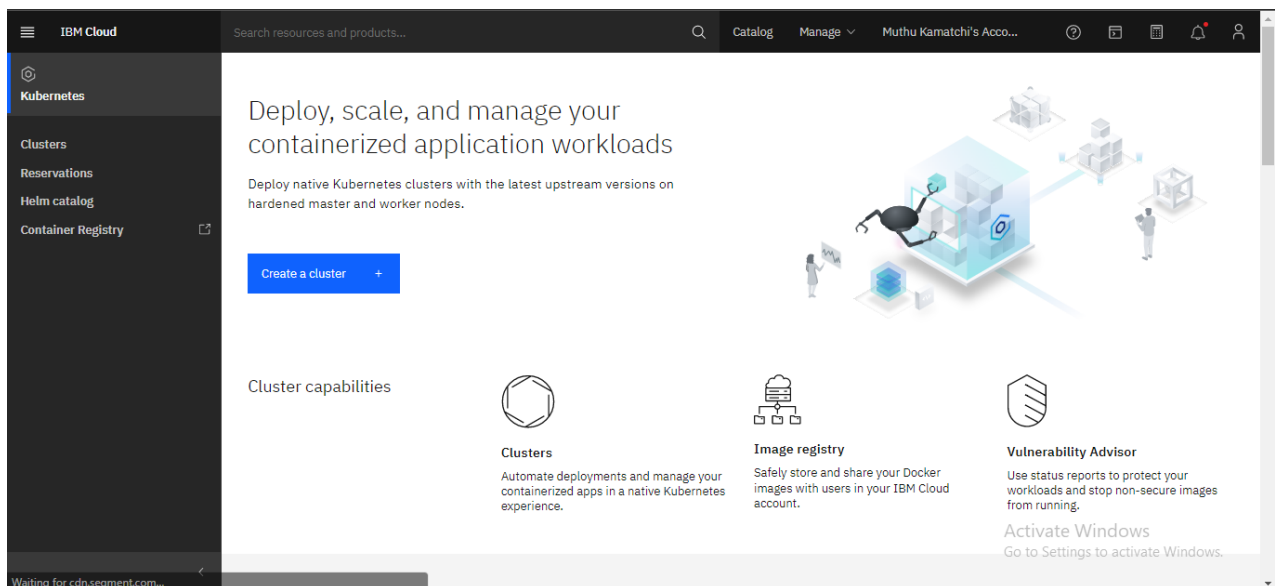 IBM Cloud
Search resources and products...
Catalog
Manage
Muthu Kamatchi's Acco...
Kubernetes
Clusters
Reservations
Helm catalog
Container Registry
Deploy, scale, and manage your
containerized application workloads
Deploy native Kubernetes clusters with the latest upstream versions on
hardened master and worker nodes.
Create a cluster +
Cluster capabilities
Clusters
Automate deployments and manage your
containerized apps in a native Kubernetes
experience.
Image registry
Safely store and share your Docker
images with users in your IBM Cloud
account.
Vulnerability Advisor
Use status reports to protect your
workloads and stop non-secure images
from running.
Activate Windows
Go to Settings to activate Windows.
Waiting for cdn.segment.com...